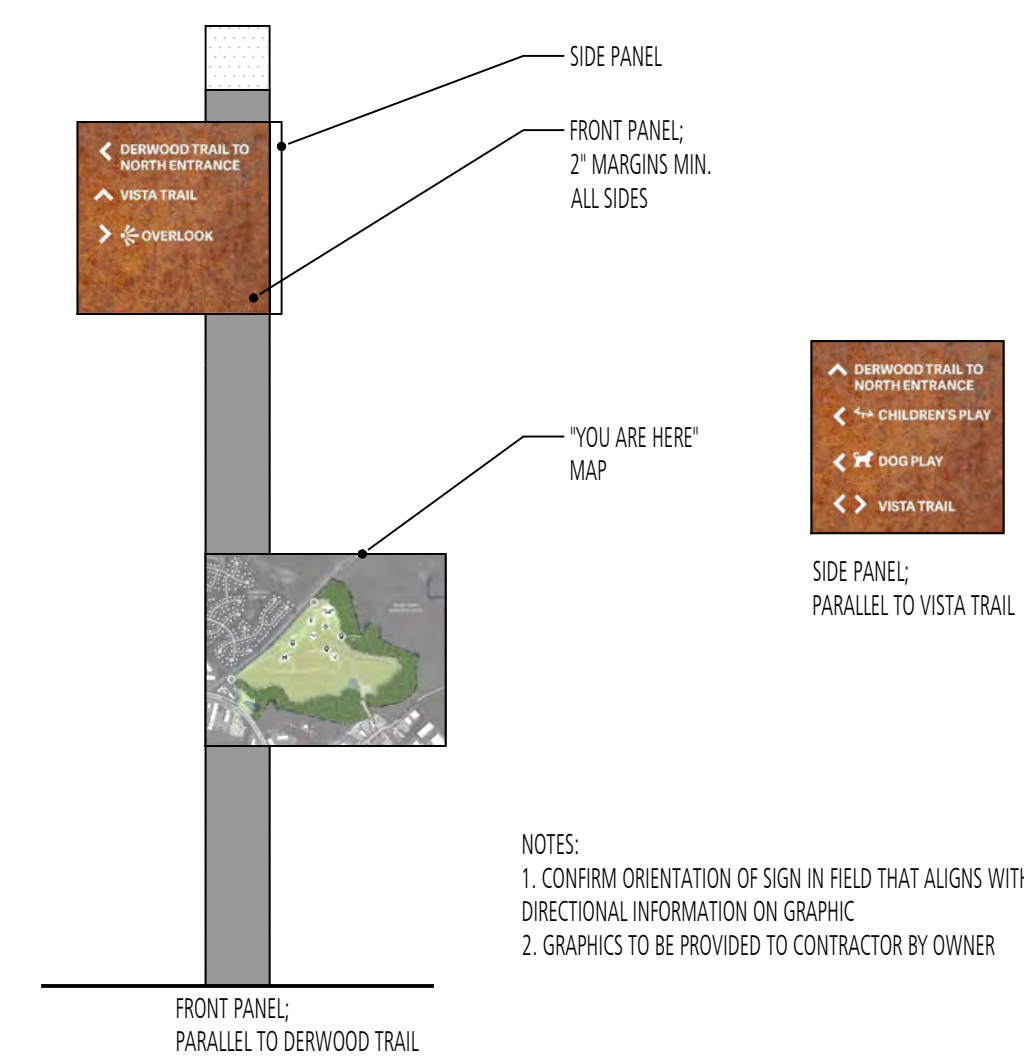 SIDE PANEL
FRONT PANEL;
2" MARGINS MIN.
ALL SIDES
DERWOOD TRAIL TO
NORTH ENTRANCE
VISTA TRAIL
OVERLOOK
"YOU ARE HERE"
MAP
DERWOOD TRAIL TO
NORTH ENTRANCE
CHILDREN'S PLAY
DOG PLAY
VISTA TRAIL
SIDE PANEL;
PARALLEL TO VISTA TRAIL
NOTES:
1. CONFIRM ORIENTATION OF SIGN IN FIELD THAT ALIGNS WITH
DIRECTIONAL INFORMATION ON GRAPHIC
2. GRAPHICS TO BE PROVIDED TO CONTRACTOR BY OWNER
FRONT PANEL;
PARALLEL TO DERWOOD TRAIL